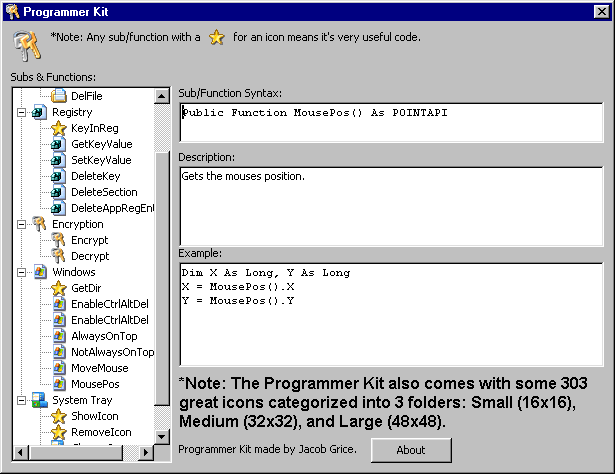 Programmer Kit
*Note: Any sub/function with a for an icon means it's very useful code.
Subs & Functions:
DelFile
Registry
KeyInReg
GetKeyValue
SetKeyValue
DeleteKey
DeleteSection
DeleteAppRegEnt
Encryption
Encrypt
Decrypt
Windows
GetDir
EnableCtrlAltDel
EnableCtrlAltDel
AlwaysOnTop
NotAlwaysOnTop
MoveMouse
MousePos
System Tray
ShowIcon
RemoveIcon
Sub/Function Syntax:
Public Function MousePos() As POINTAPI
Description:
Gets the mouses position.
Example:
Dim X As Long, Y As Long
X = MousePos().X
Y = MousePos().Y
*Note: The Programmer Kit also comes with some 303
great icons categorized into 3 folders: Small (16x16),
Medium (32x32), and Large (48x48).
Programmer Kit made by Jacob Grice.
About